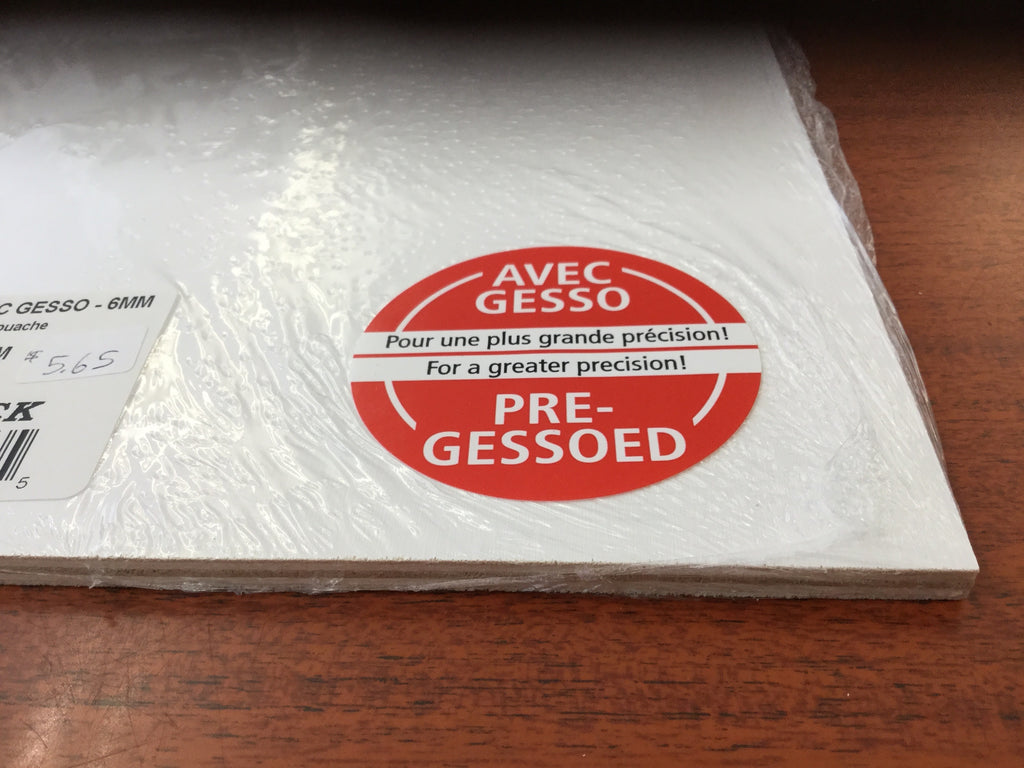 C GESSO - 6MM
ouache
M $ 5.65
CK
5
AVEC
GESSO
Pour une plus grande précision!
For a greater precision!
PRE-
GESSOED